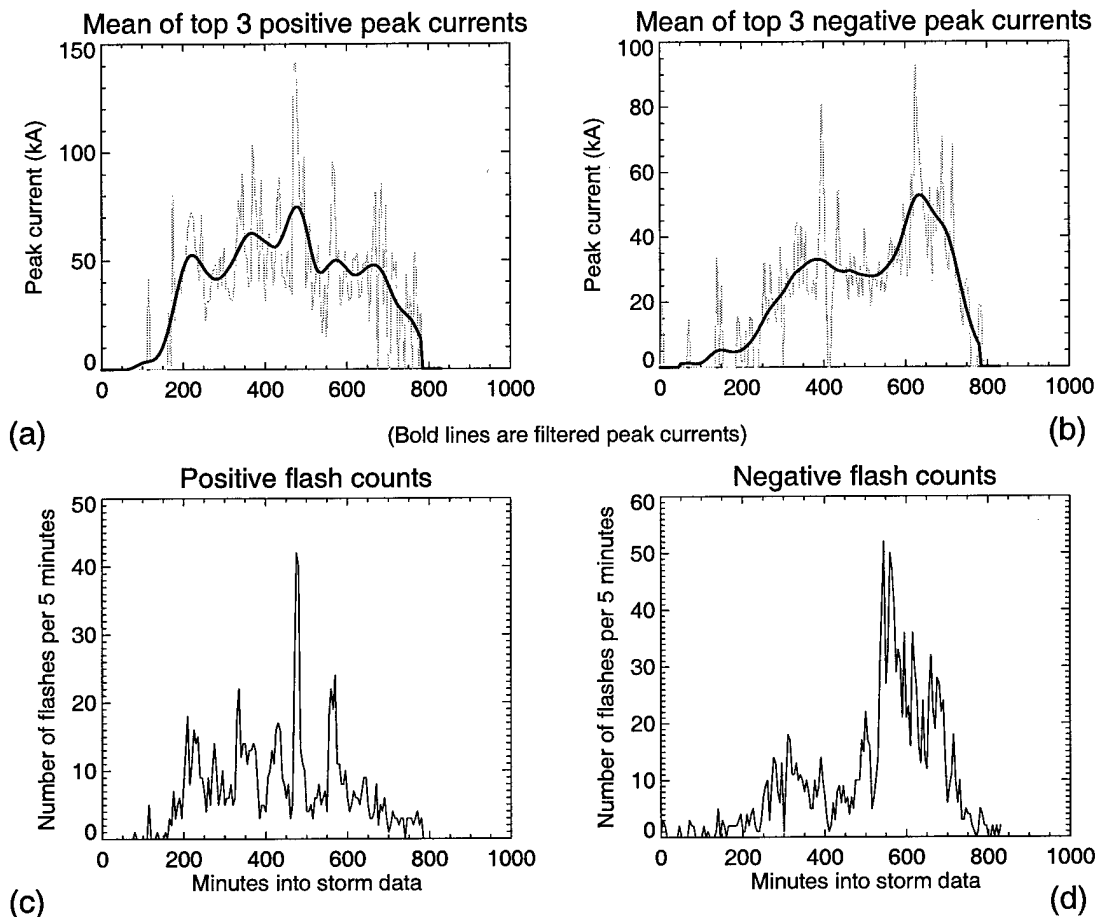 Mean of top 3 positive peak currents
Mean of top 3 negative peak currents
150
100
50
0
Peak current (kA)
0 200 400 600 800 1000
100
80
60
40
20
0
Peak current (kA)
0 200 400 600 800 1000
(a)
(Bold lines are filtered peak currents)
(b)
Positive flash counts
Negative flash counts
50
40
30
20
10
0
Number of flashes per 5 minutes
0 200 400 600 800 1000
Minutes into storm data
60
50
40
30
20
10
0
Number of flashes per 5 minutes
0 200 400 600 800 1000
Minutes into storm data
(c)
(d)